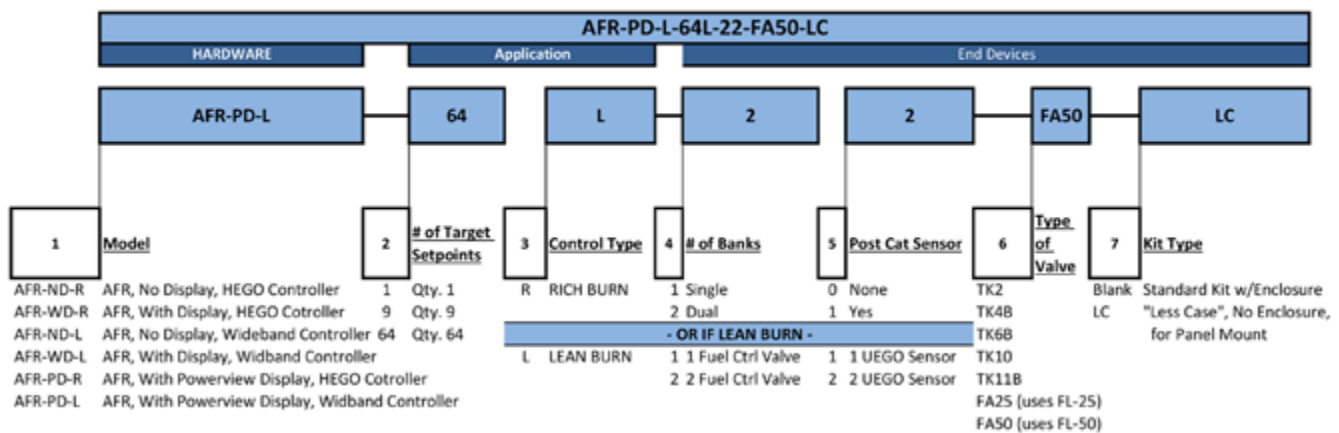 AFR-PD-L-64L-22-FA50-LC
HARDWARE Application End Devices
AFR-PD-L 64 L 2 2 FA50 LC
1 Model 2 # of Target Setpoints 3 Control Type 4 # of Banks 5 Post Cat Sensor 6 Type of Valve 7 Kit Type
AFR-ND-R AFR, No Display, HEGO Controller 1 Qty. 1 R RICH BURN 1 Single 0 None TK2 Blank Standard Kit w/Enclosure
AFR-WD-R AFR, With Display, HEGO Cotroller 9 Qty. 9 2 Dual 1 Yes TK4B LC "Less Case", No Enclosure,
AFR-ND-L AFR, No Display, Wideband Controller 64 Qty. 64 - OR IF LEAN BURN - TK6B for Panel Mount
AFR-WD-L AFR, With Display, Widband Controller L LEAN BURN 1 1 Fuel Ctrl Valve 1 1 UEGO Sensor TK10
AFR-PD-R AFR, With Powerview Display, HEGO Cotroller 2 2 Fuel Ctrl Valve 2 2 UEGO Sensor TK11B
AFR-PD-L AFR, With Powerview Display, Widband Controller FA25 (uses FL-25)
FA50 (uses FL-50)